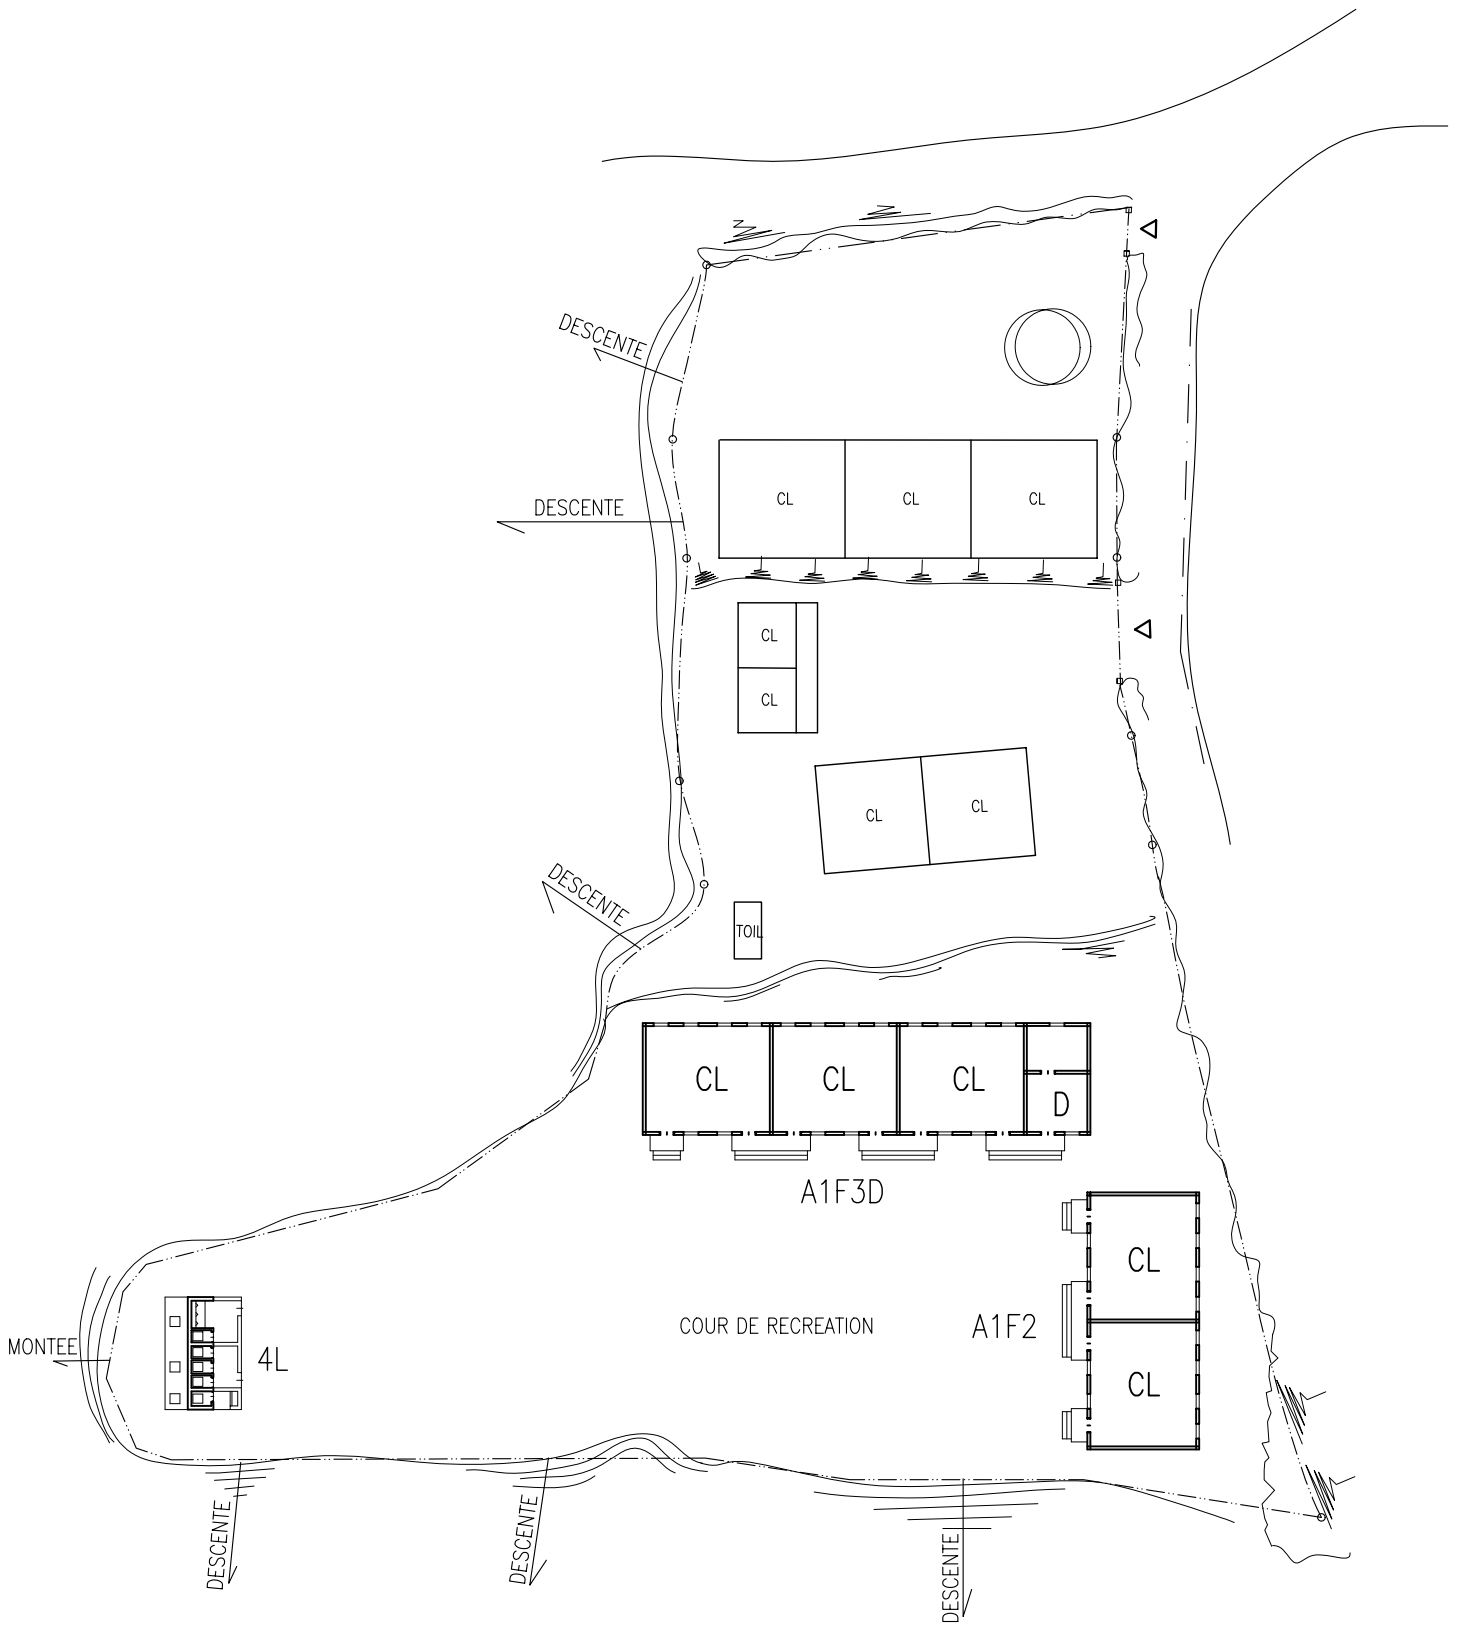 DESCENTE
DESCENTE
CL CL CL
CL
CL
CL CL
DESCENTE
TOIL
CL CL CL
D
A1F3D
CL
COUR DE RECREATION
A1F2
MONTEE
4L
CL
DESCENTE
DESCENTE
DESCENTE